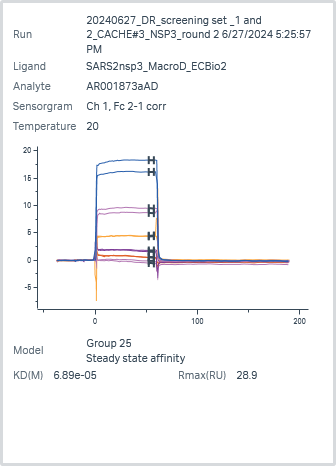 20240627_DR_screening set _1 and
Run 2_CACHE#3_NSP3_round 2 6/27/2024 5:25:57
PM
Ligand SARS2nsp3_MacroD_ECBio2
Analyte AR001873aAD
Sensorgram Ch 1, Fc 2-1 corr
Temperature 20
20
15
10
5
0
-5
0 100 200
Group 25
Model
Steady state affinity
KD(M) 6.89e-05 Rmax(RU) 28.9